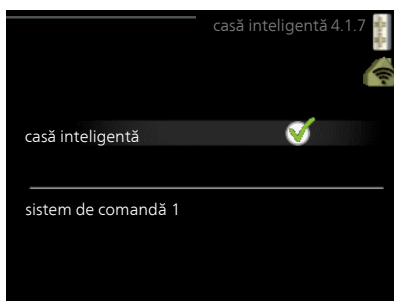 casă inteligentă 4.1.7
casă inteligentă
sistem de comandă 1